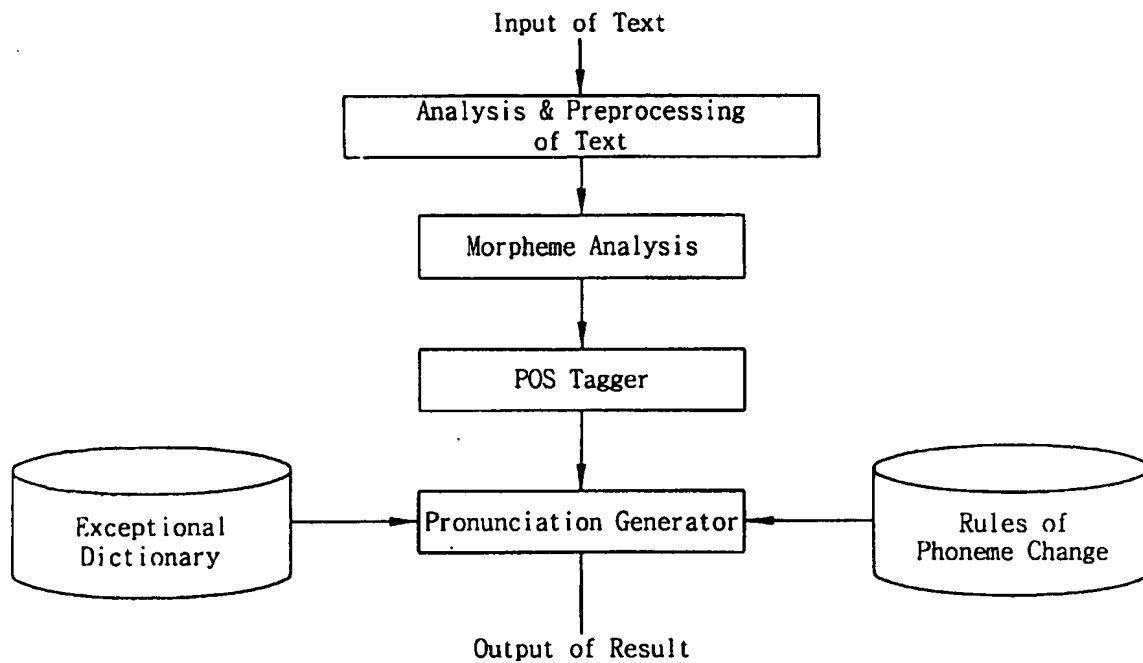 Input of Text
Analysis & Preprocessing
of Text
Morpheme Analysis
POS Tagger
Exceptional
Dictionary
Pronunciation Generator
Rules of
Phoneme Change
Output of Result